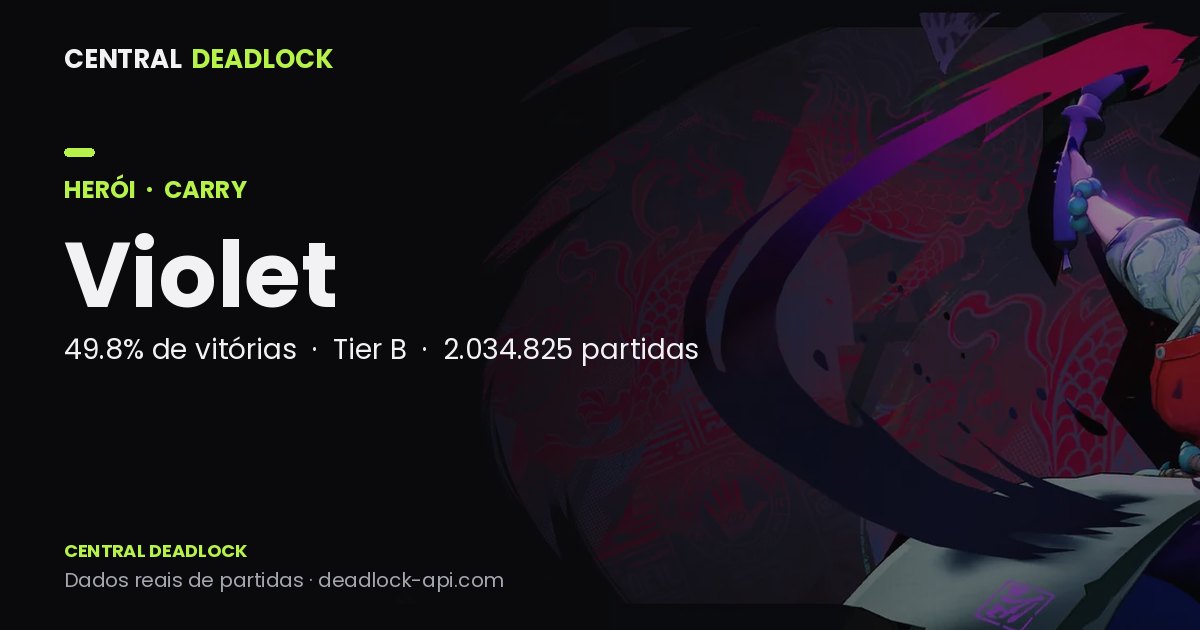 CENTRAL DEADLOCK
HERÓI · CARRY
Violet
49.8% de vitórias · Tier B · 2.034.825 partidas
CENTRAL DEADLOCK
Dados reais de partidas · deadlock-api.com